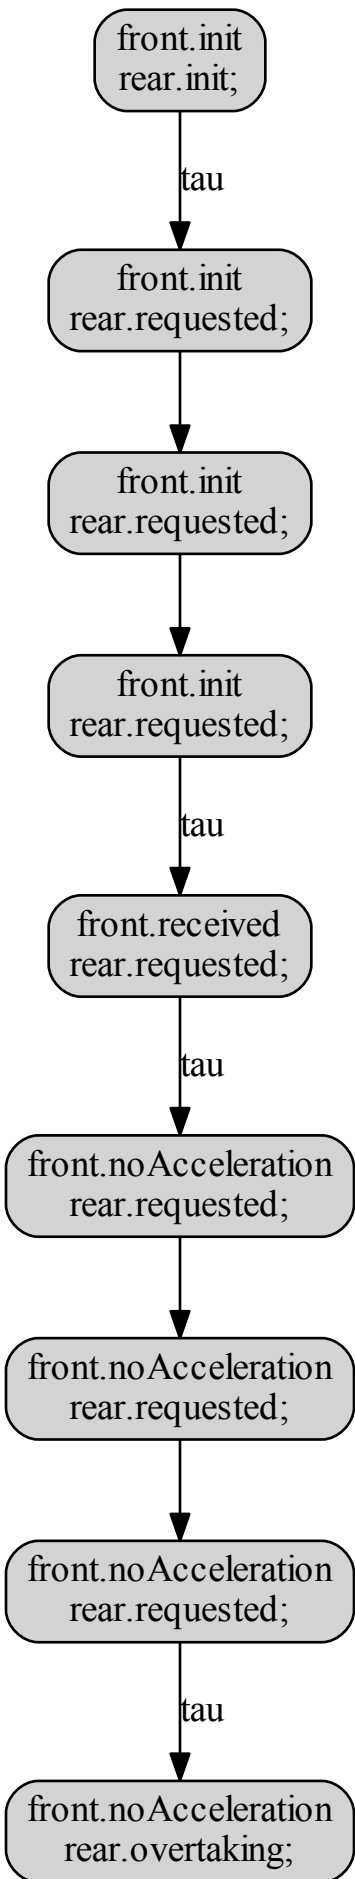 front.init
rear.init;
tau
front.init
rear.requested;
front.init
rear.requested;
front.init
rear.requested;
tau
front.received
rear.requested;
tau
front.noAcceleration
rear.requested;
front.noAcceleration
rear.requested;
front.noAcceleration
rear.requested;
tau
front.noAcceleration
rear.overtaking;